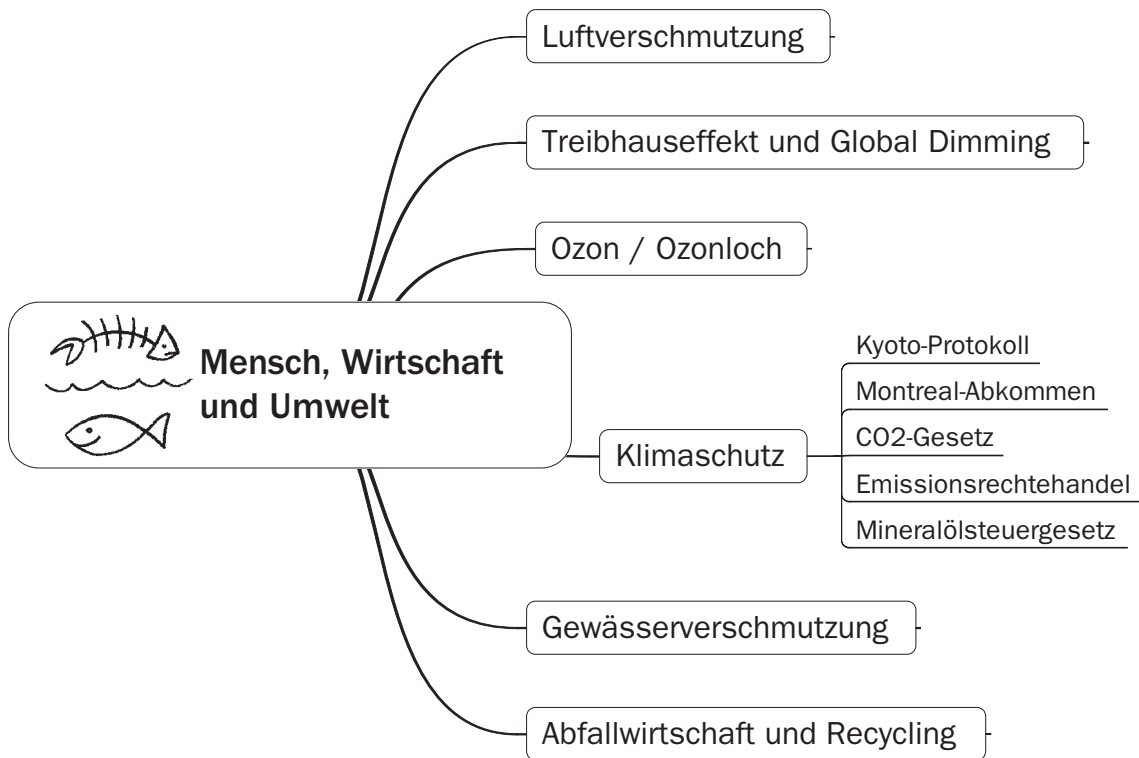 Luftverschmutzung
Treibhauseffekt und Global Dimming
Ozon / Ozonloch
Mensch, Wirtschaft
und Umwelt
Klimaschutz
Kyoto-Protokoll
Montreal-Abkommen
CO2-Gesetz
Emissionsrechtehandel
Mineralölsteuergesetz
Gewässerverschmutzung
Abfallwirtschaft und Recycling